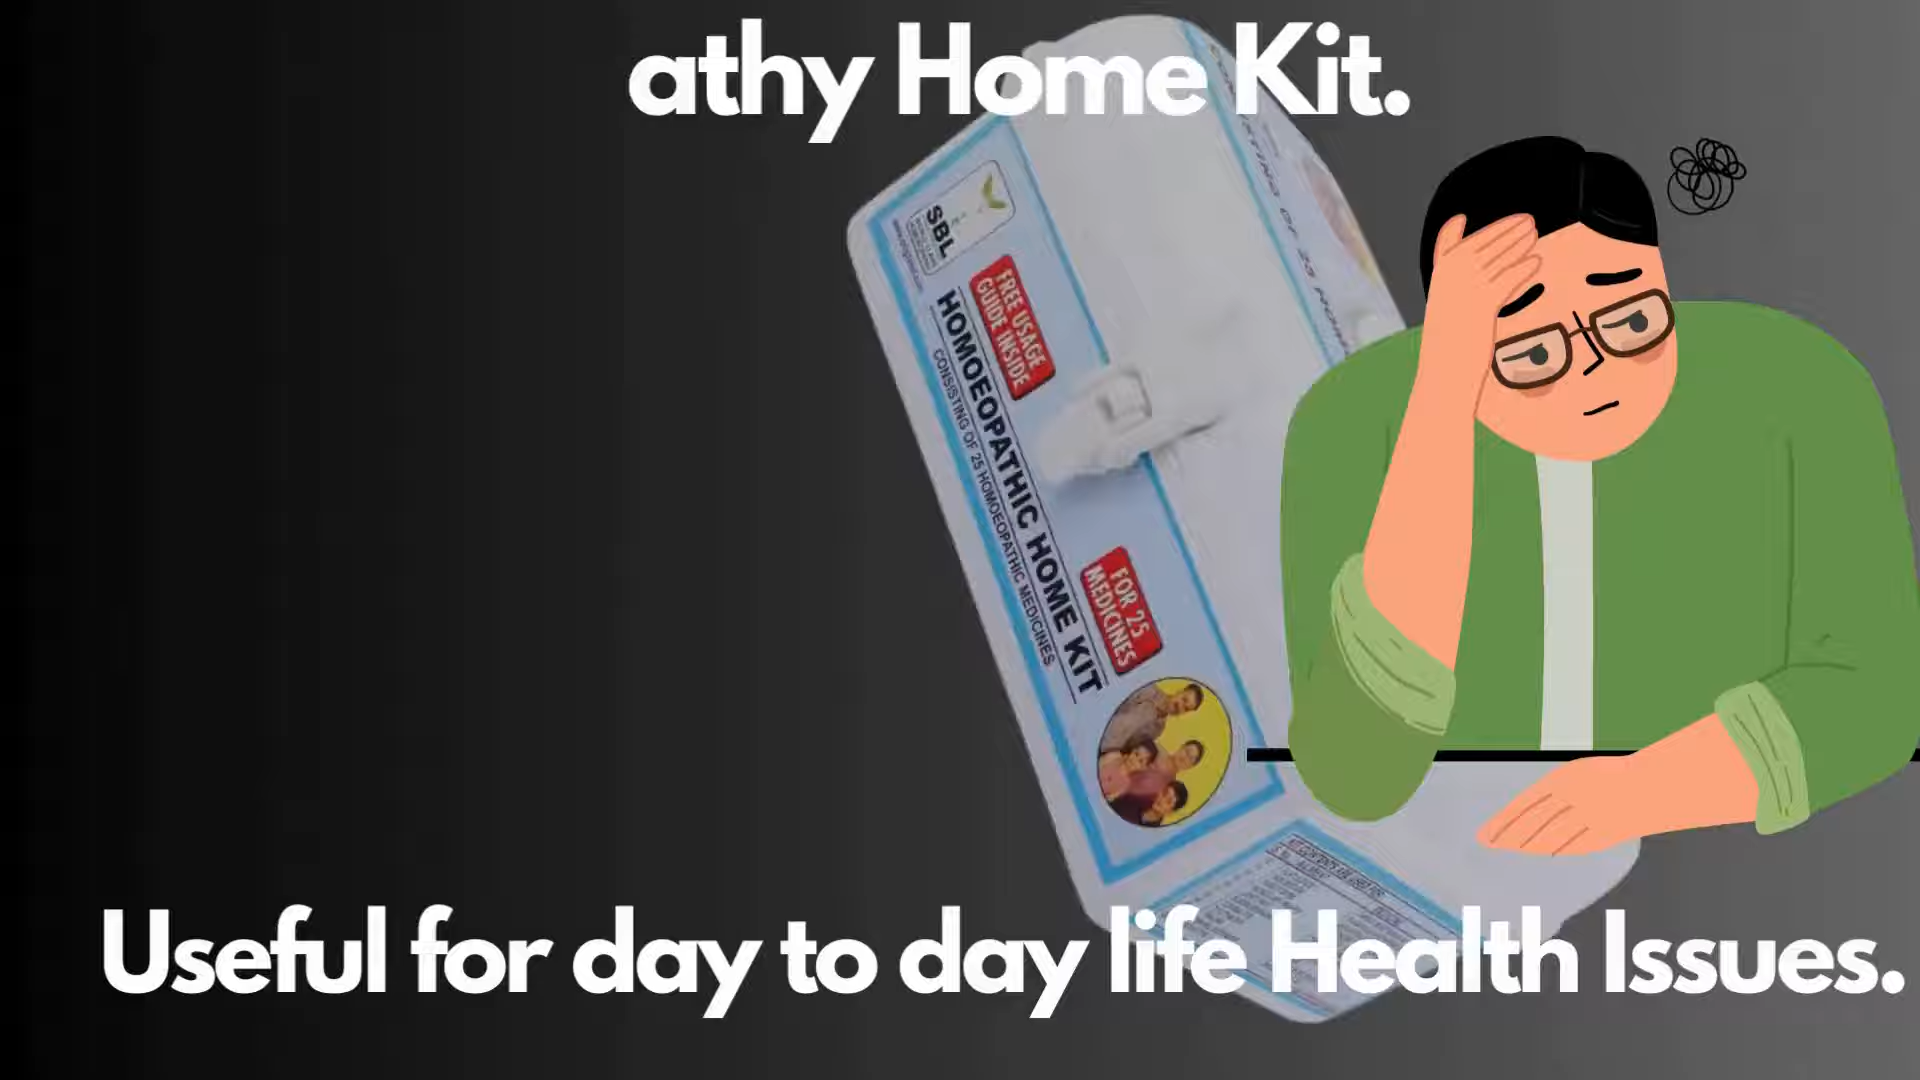 athy Home Kit.
SBL
FREE USAGE
GUIDE INSIDE
HOMOEOPATHIC HOME KIT
CONSISTING OF 25 HOMOEOPATHIC MEDICINES
FOR 25
MEDICINES
Useful for day to day life Health Issues.